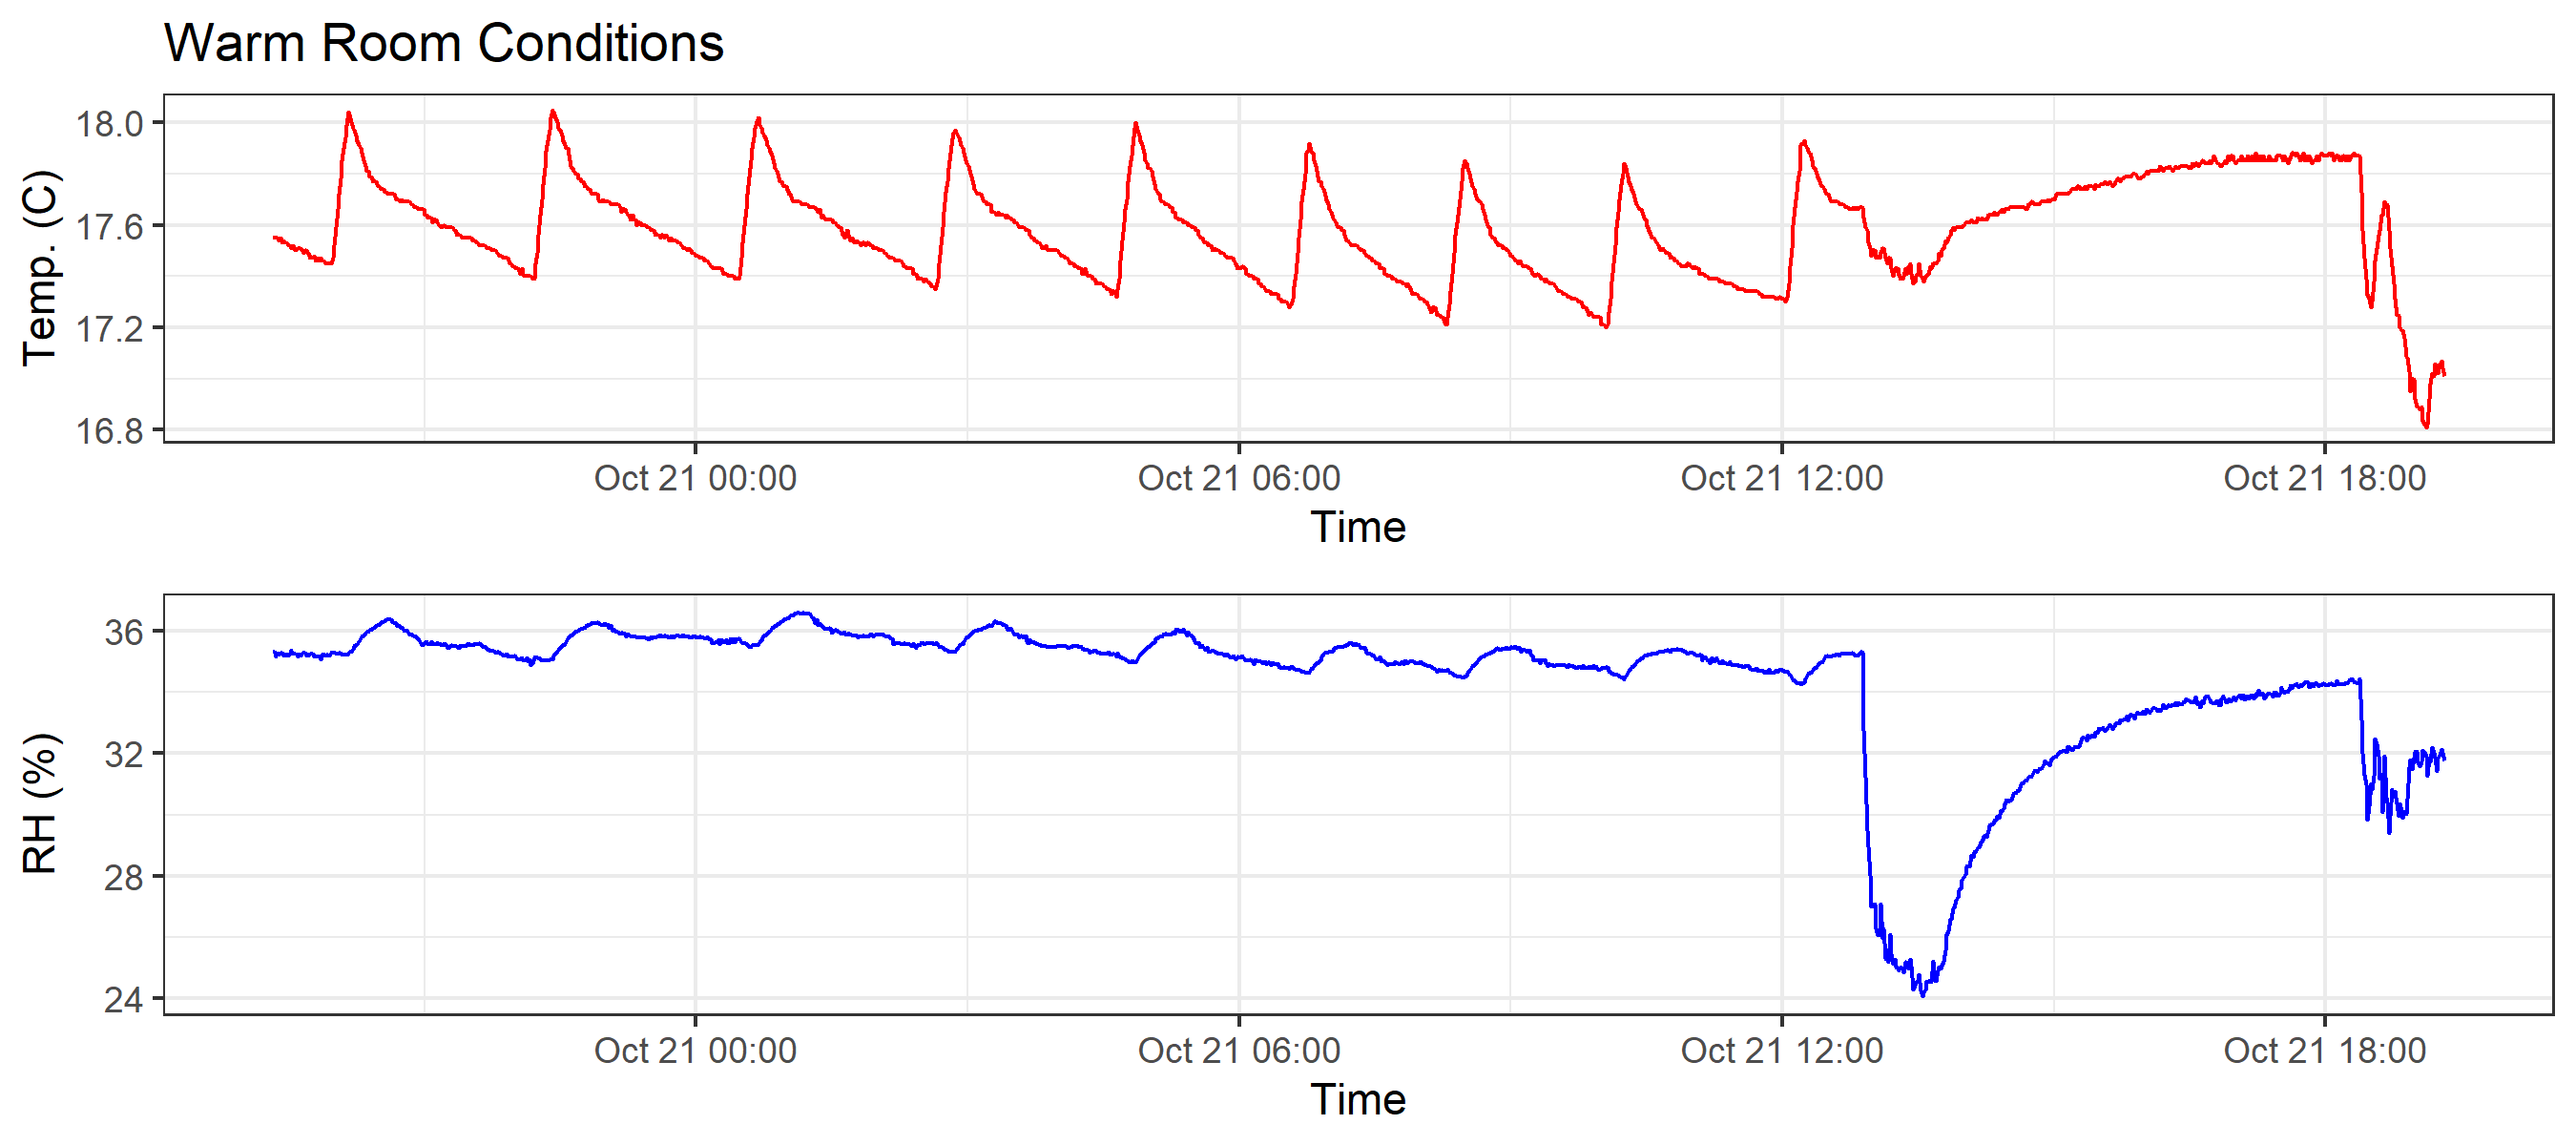 Warm Room Conditions
Temp. (C)
18.0
17.6
17.2
16.8
Oct 21 00:00 Oct 21 06:00 Oct 21 12:00 Oct 21 18:00
Time
RH (%)
36
32
28
24
Oct 21 00:00 Oct 21 06:00 Oct 21 12:00 Oct 21 18:00
Time